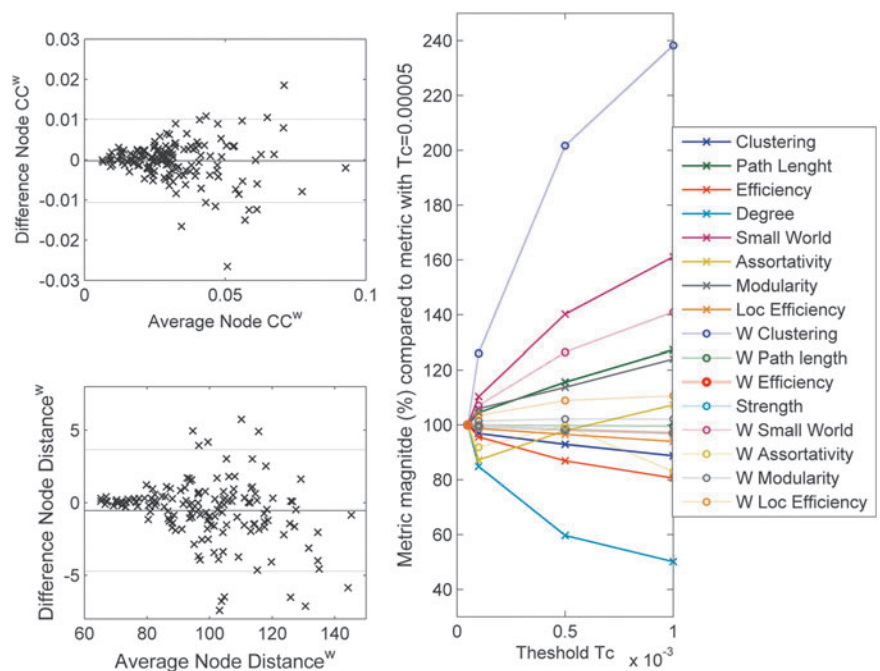 0.03
0.02
0.01
0
-0.01
-0.02
-0.03
Difference Node CCᵂ
0 0.05 0.1
Average Node CCᵂ
5
0
-5
Difference Node Distanceᵂ
60 80 100 120 140
Average Node Distanceᵂ
240
220
200
180
160
140
120
100
80
60
40
Metric magnitde (%) compared to metric with Tc=0.00005
0 0.5 1
Theshold Tc x 10⁻³
Clustering
Path Lenght
Efficiency
Degree
Small World
Assortativity
Modularity
Loc Efficiency
W Clustering
W Path length
W Efficiency
Strength
W Small World
W Assortativity
W Modularity
W Loc Efficiency